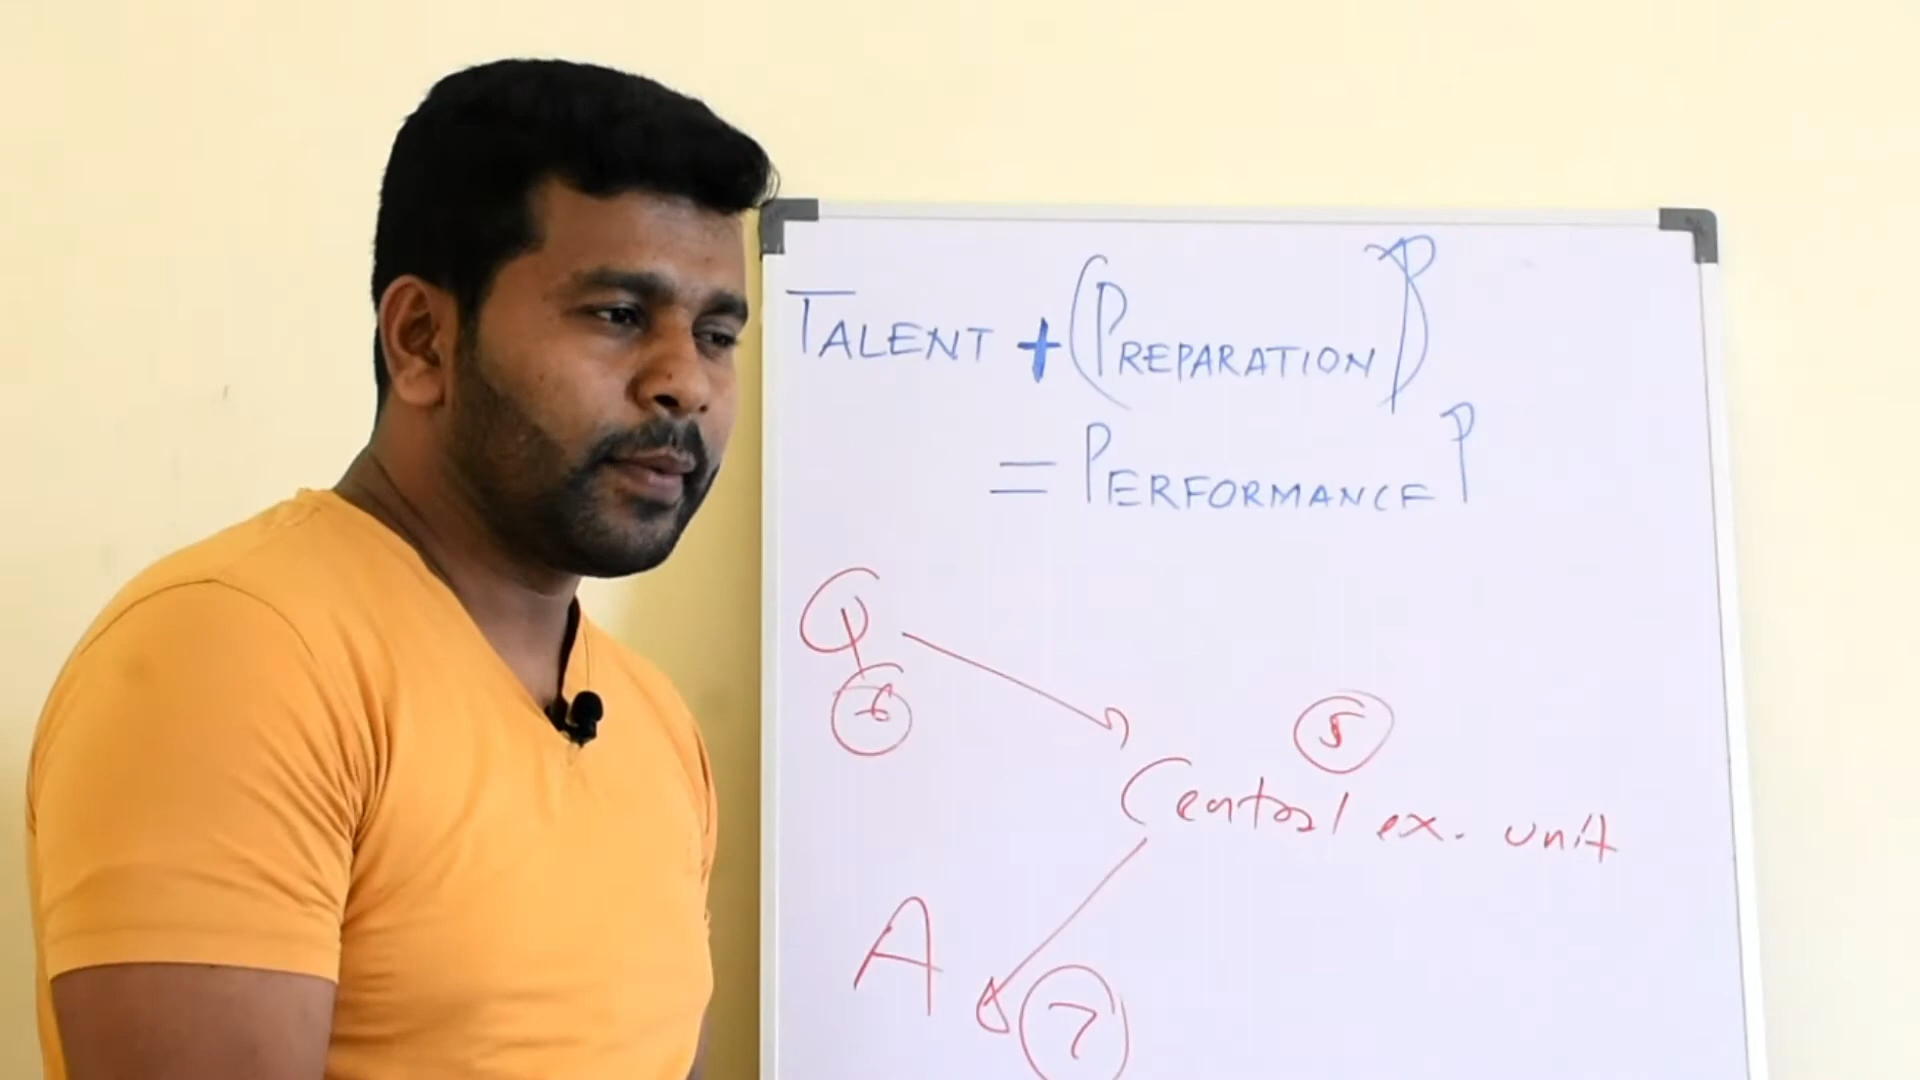 TALENT + (PREPARATION)^P
= PERFORMANCE^P
Q
6
5
Central ex. unit
A
7